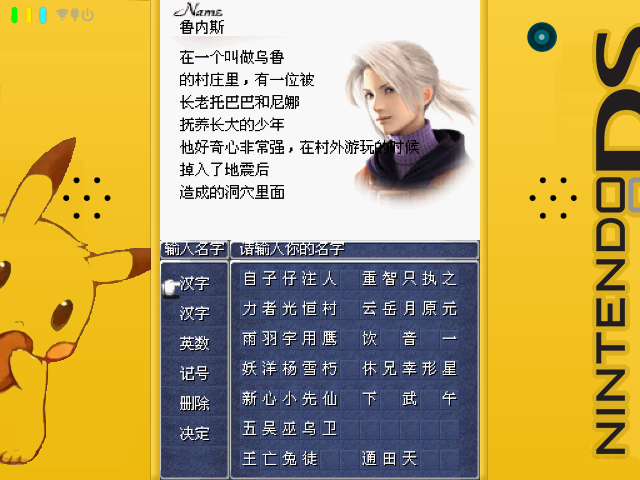 Name
鲁内斯
在一个叫做乌鲁
的村庄里，有一位被
长老托巴巴和尼娜
抚养长大的少年
他好奇心非常强，在村外游玩的时候
掉入了地震后
造成的洞穴里面
输入名字
请输入你的名字
汉字
汉字
英数
记号
删除
决定
自子仔注人 重智只执之
力者光恒村 云岳月原元
雨羽宇用鹰 饮 音 一
妖洋杨雪朽 休兄幸形星
新心小先仙 下 武 午
五吴巫乌卫
王亡兔徒 通田天
NINTENDO DS